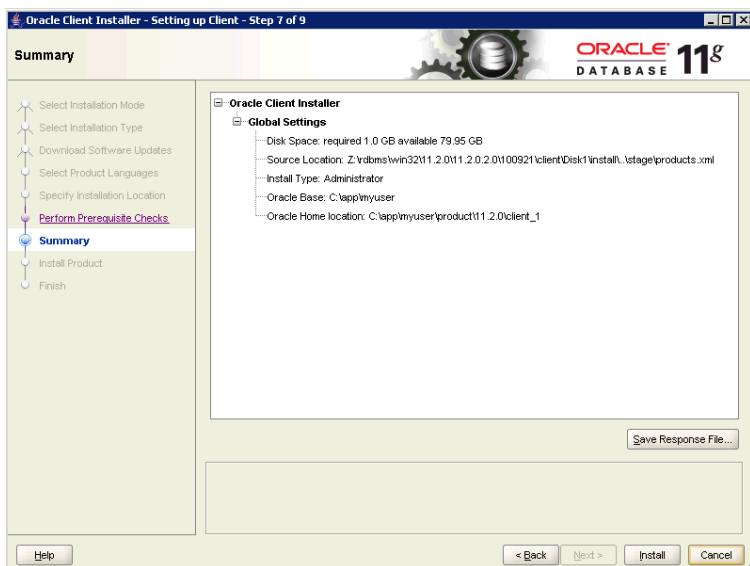 Oracle Client Installer - Setting up Client - Step 7 of 9
Summary
ORACLE
DATABASE
11g
Select Installation Mode
Select Installation Type
Download Software Updates
Select Product Languages
Specify Installation Location
Perform Prerequisite Checks
Summary
Install Product
Finish
Oracle Client Installer
Global Settings
Disk Space: required 1.0 GB available 79.95 GB
Source Location: Z:\rdbms\win32\11.2.0\11.2.0.2.0\100921\client\Disk1\install\..\stage\products.xml
Install Type: Administrator
Oracle Base: C:\app\myuser
Oracle Home location: C:\app\myuser\product\11.2.0\client_1
Save Response File...
Help
< Back
Next >
Install
Cancel